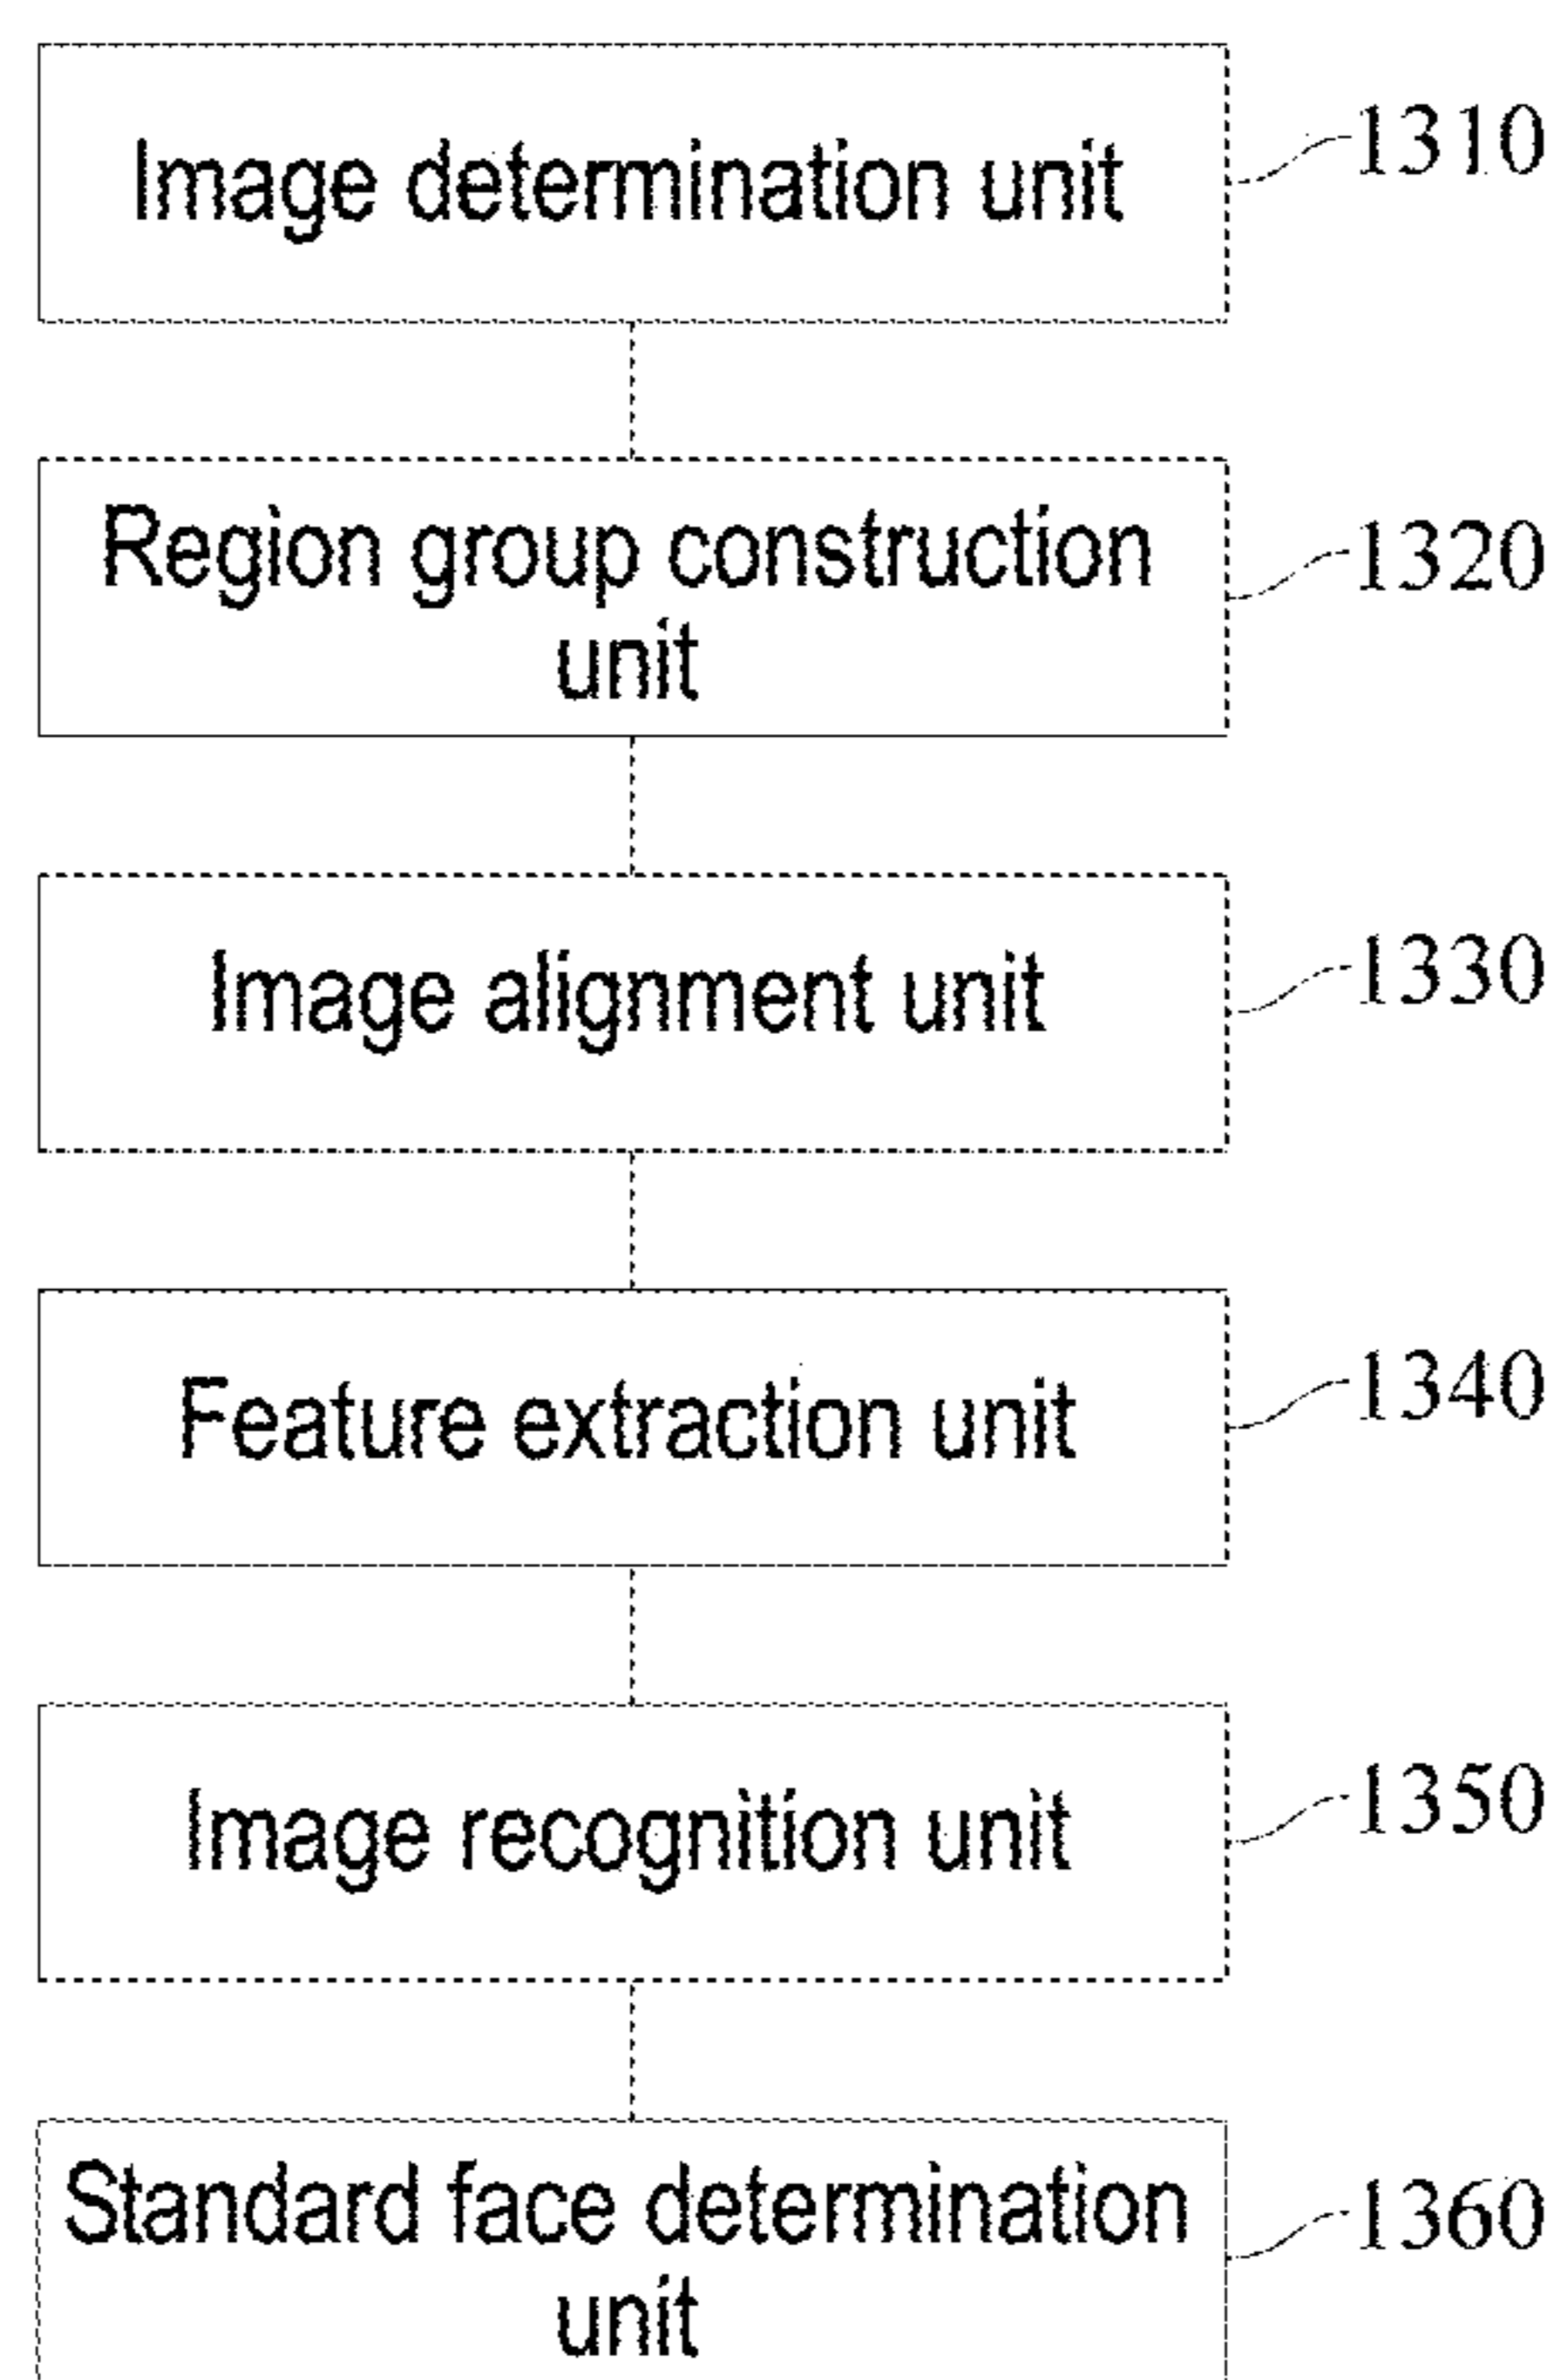 Image determination unit
1310
Region group construction
unit
1320
Image alignment unit
1330
Feature extraction unit
1340
Image recognition unit
1350
Standard face determination
unit
1360